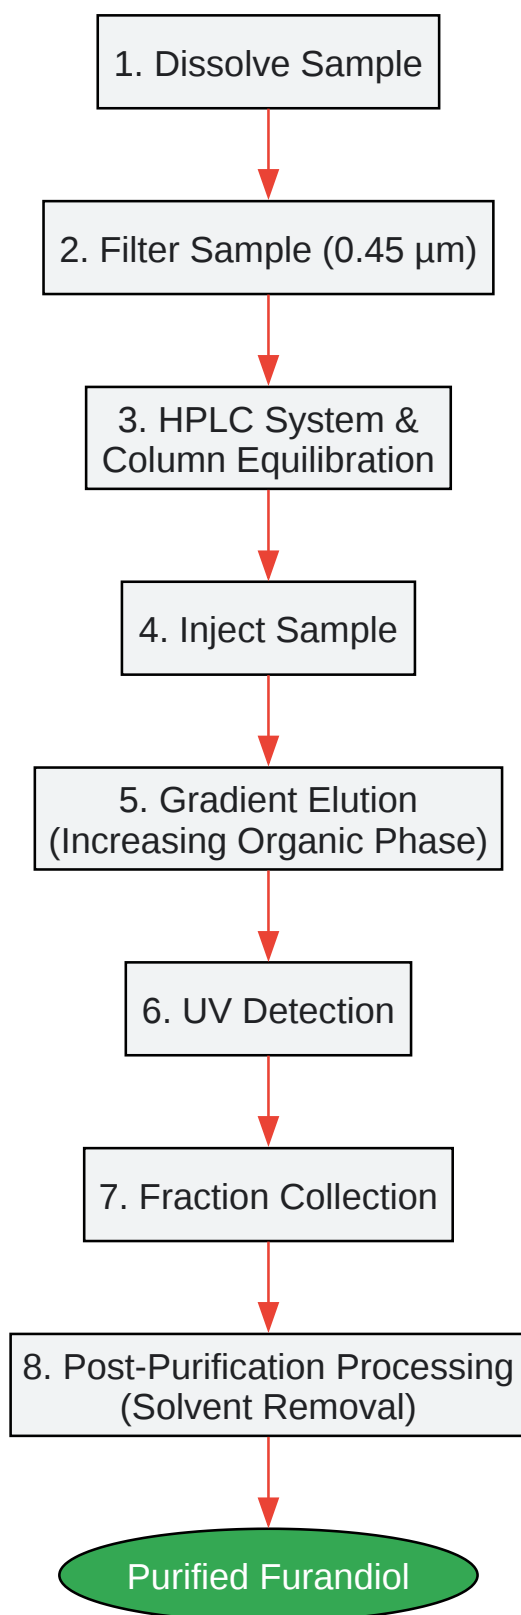 1. Dissolve Sample
2. Filter Sample (0.45 µm)
3. HPLC System &
Column Equilibration
4. Inject Sample
5. Gradient Elution
(Increasing Organic Phase)
6. UV Detection
7. Fraction Collection
8. Post-Purification Processing
(Solvent Removal)
Purified Furandiol